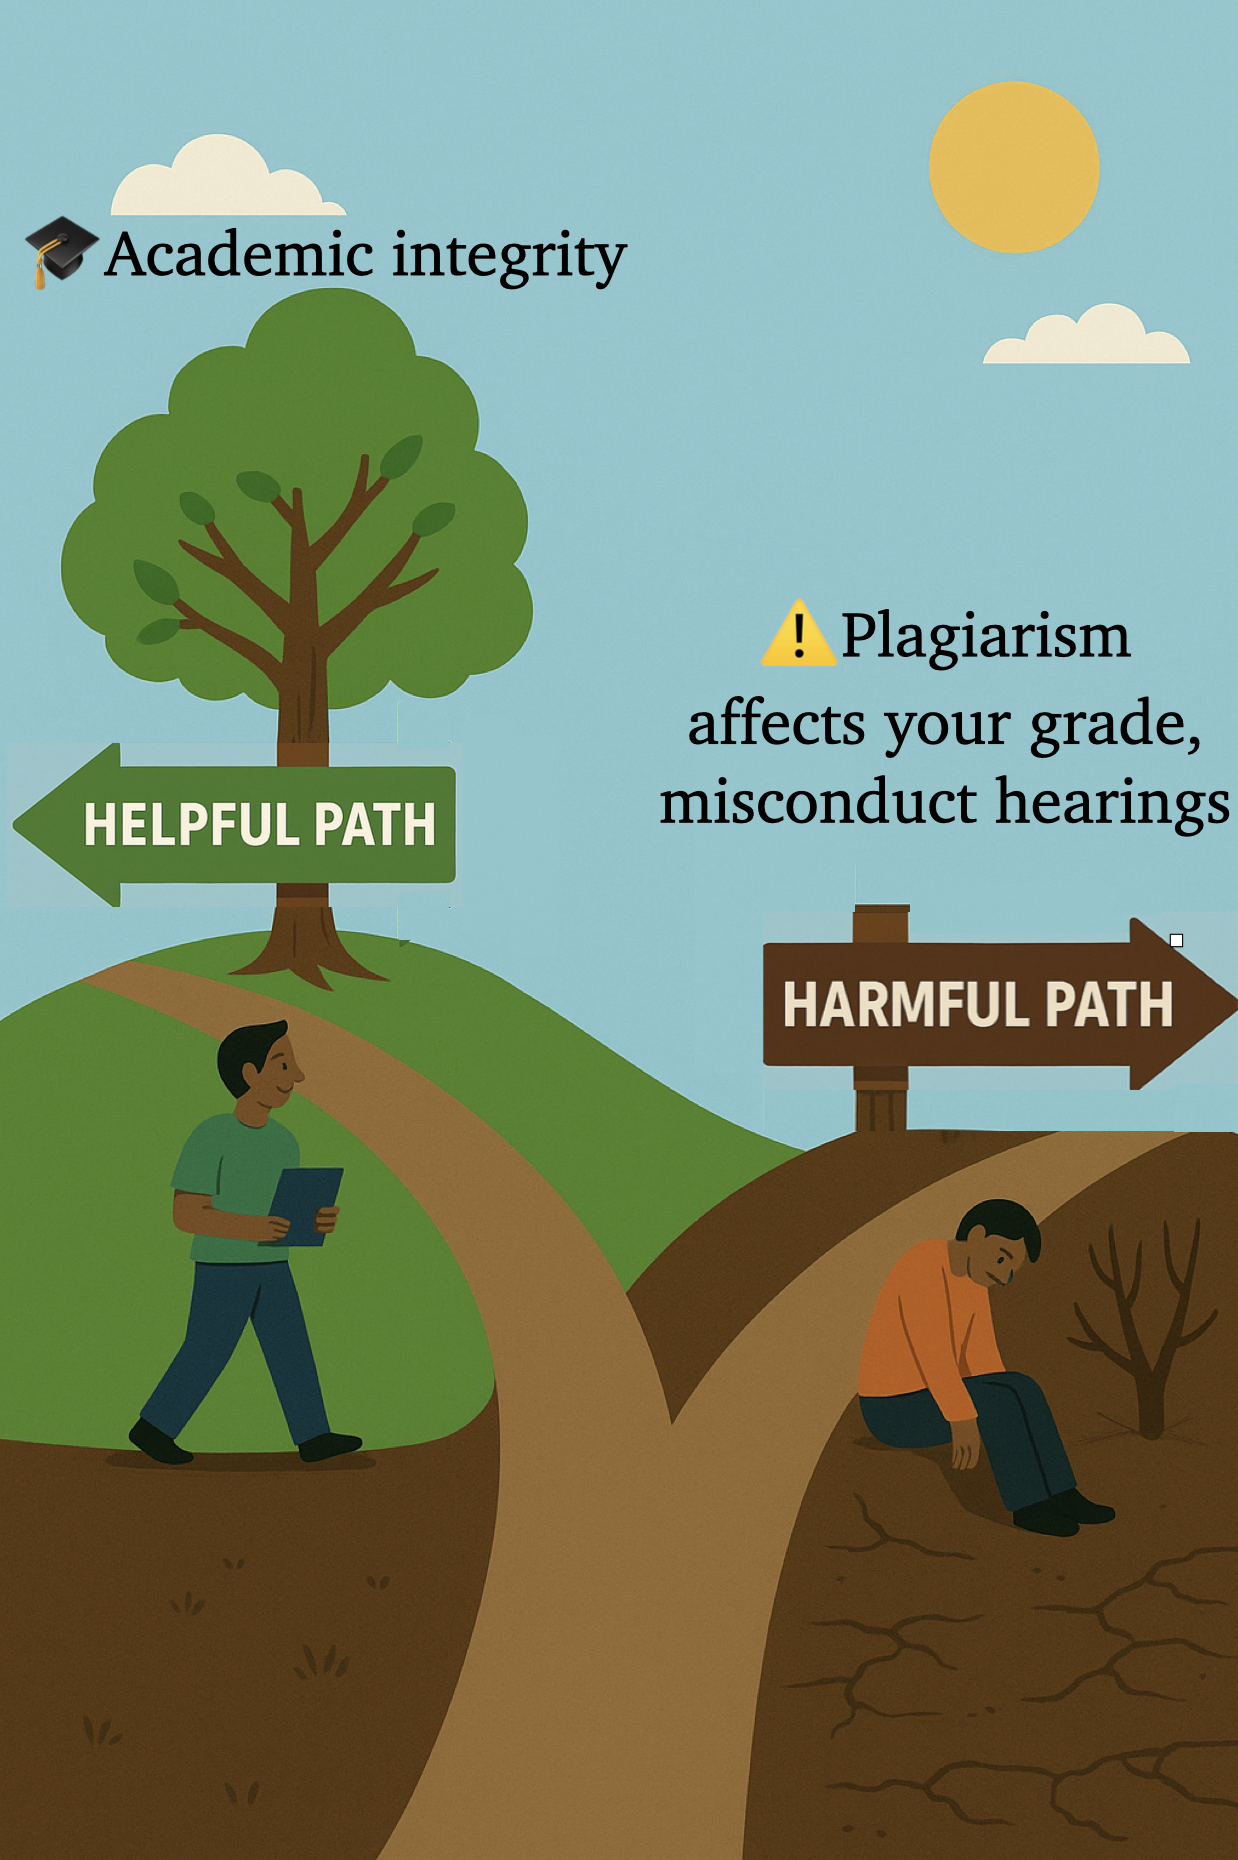 🎓Academic integrity
⚠️Plagiarism
affects your grade,
misconduct hearings
HELPFUL PATH
HARMFUL PATH